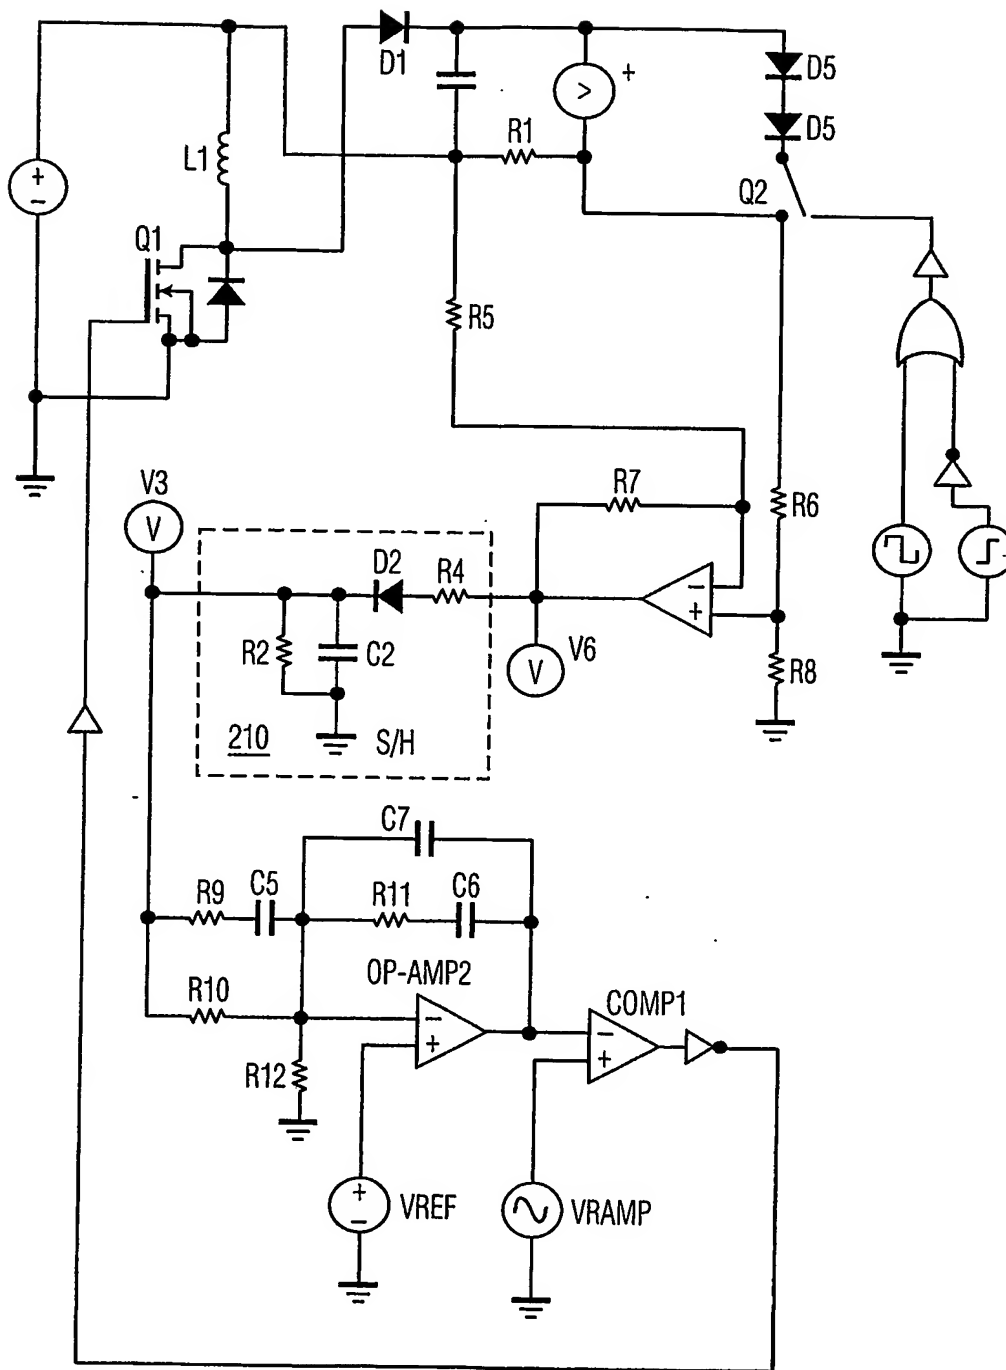 D1
+
D5
>
D5
R1
L1
+
−
Q2
Q1
R5
V3
V
R7
R6
D2
R4
−
+
R2
C2
V6
V
R8
210
S/H
C7
R9
C5
R11
C6
R10
OP-AMP2
COMP1
−
+
−
+
R12
+
−
VREF
VRAMP